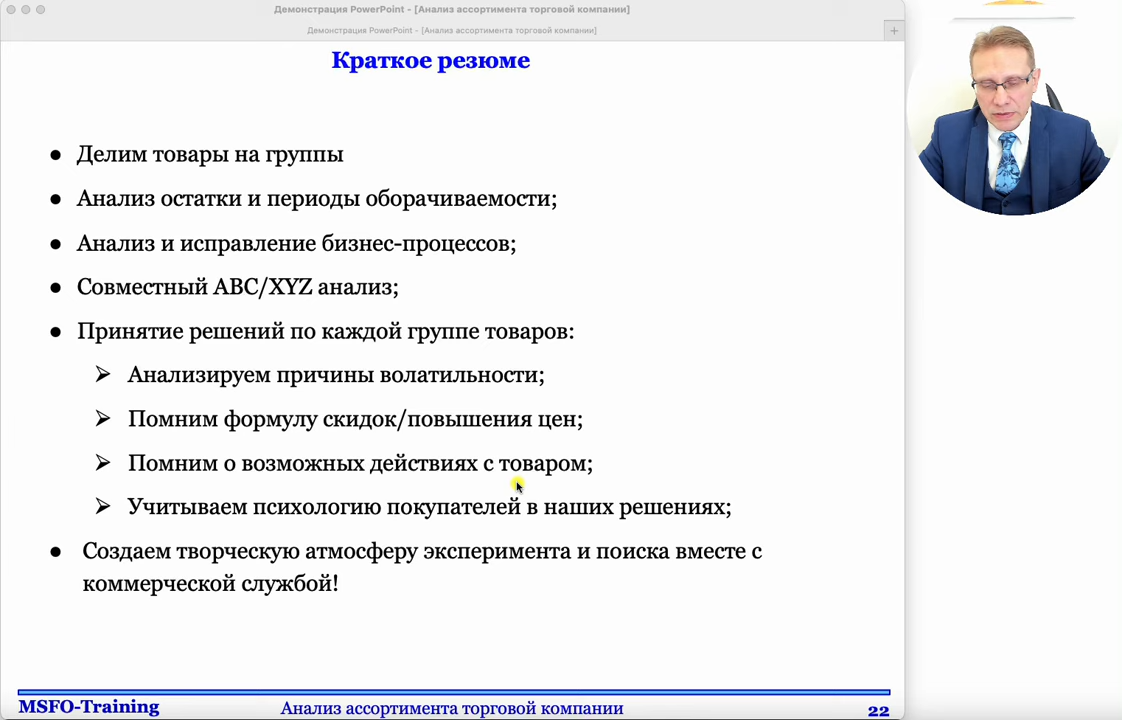 Демонстрация PowerPoint - [Анализ ассортимента торговой компании]
Демонстрация PowerPoint - [Анализ ассортимента торговой компании]
Краткое резюме
● Делим товары на группы
● Анализ остатки и периоды оборачиваемости;
● Анализ и исправление бизнес-процессов;
● Совместный ABC/XYZ анализ;
● Принятие решений по каждой группе товаров:
➢ Анализируем причины волатильности;
➢ Помним формулу скидок/повышения цен;
➢ Помним о возможных действиях с товаром;
➢ Учитываем психологию покупателей в наших решениях;
● Создаем творческую атмосферу эксперимента и поиска вместе с
коммерческой службой!
MSFO-Training
Анализ ассортимента торговой компании
22